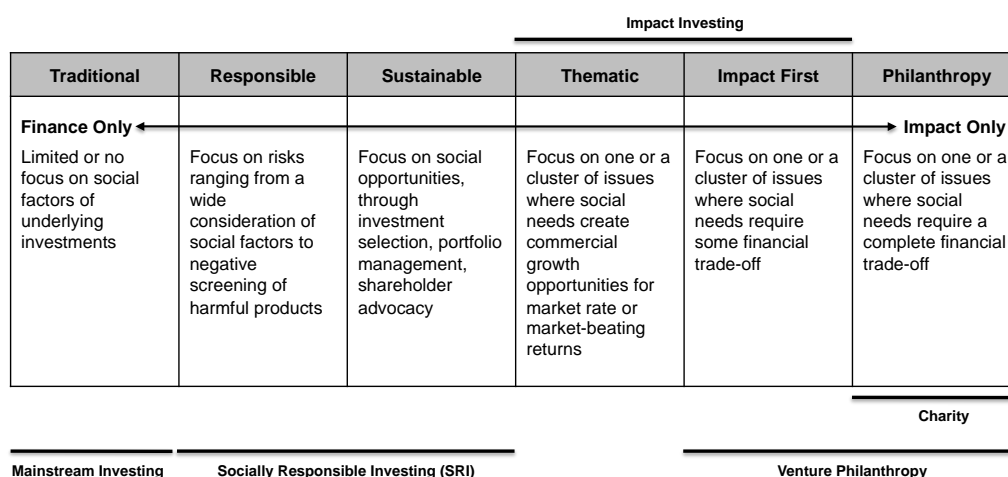 Impact Investing
Traditional
Responsible
Sustainable
Thematic
Impact First
Philanthropy
Finance Only
Impact Only
Limited or no
focus on social
factors of
underlying
investments
Focus on risks
ranging from a
wide
consideration of
social factors to
negative
screening of
harmful products
Focus on social
opportunities,
through
investment
selection, portfolio
management,
shareholder
advocacy
Focus on one or a
cluster of issues
where social
needs create
commercial
growth
opportunities for
market rate or
market-beating
returns
Focus on one or a
cluster of issues
where social
needs require
some financial
trade-off
Focus on one or a
cluster of issues
where social
needs require a
complete financial
trade-off
Charity
Mainstream Investing
Socially Responsible Investing (SRI)
Venture Philanthropy